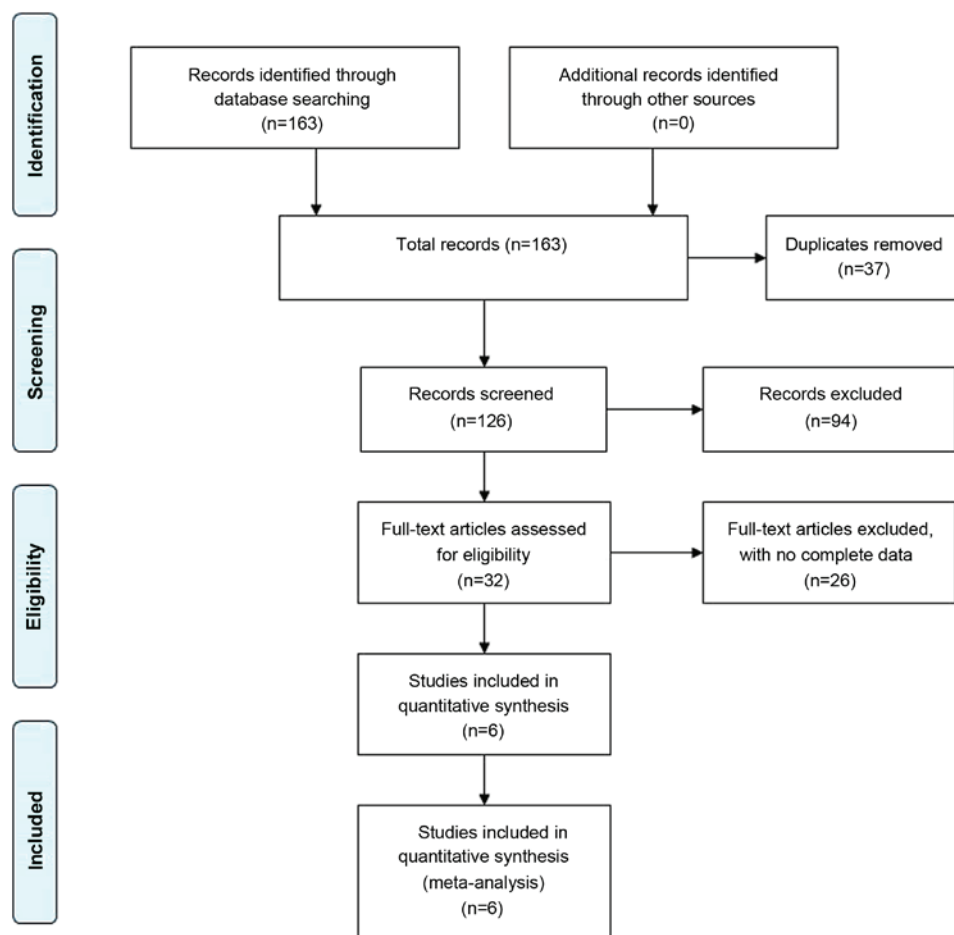 Identification
Records identified through
database searching
(n=163)
Additional records identified
through other sources
(n=0)
Total records (n=163)
Duplicates removed
(n=37)
Screening
Records screened
(n=126)
Records excluded
(n=94)
Eligibility
Full-text articles assessed
for eligibility
(n=32)
Full-text articles excluded,
with no complete data
(n=26)
Studies included in
quantitative synthesis
(n=6)
Included
Studies included in
quantitative synthesis
(meta-analysis)
(n=6)